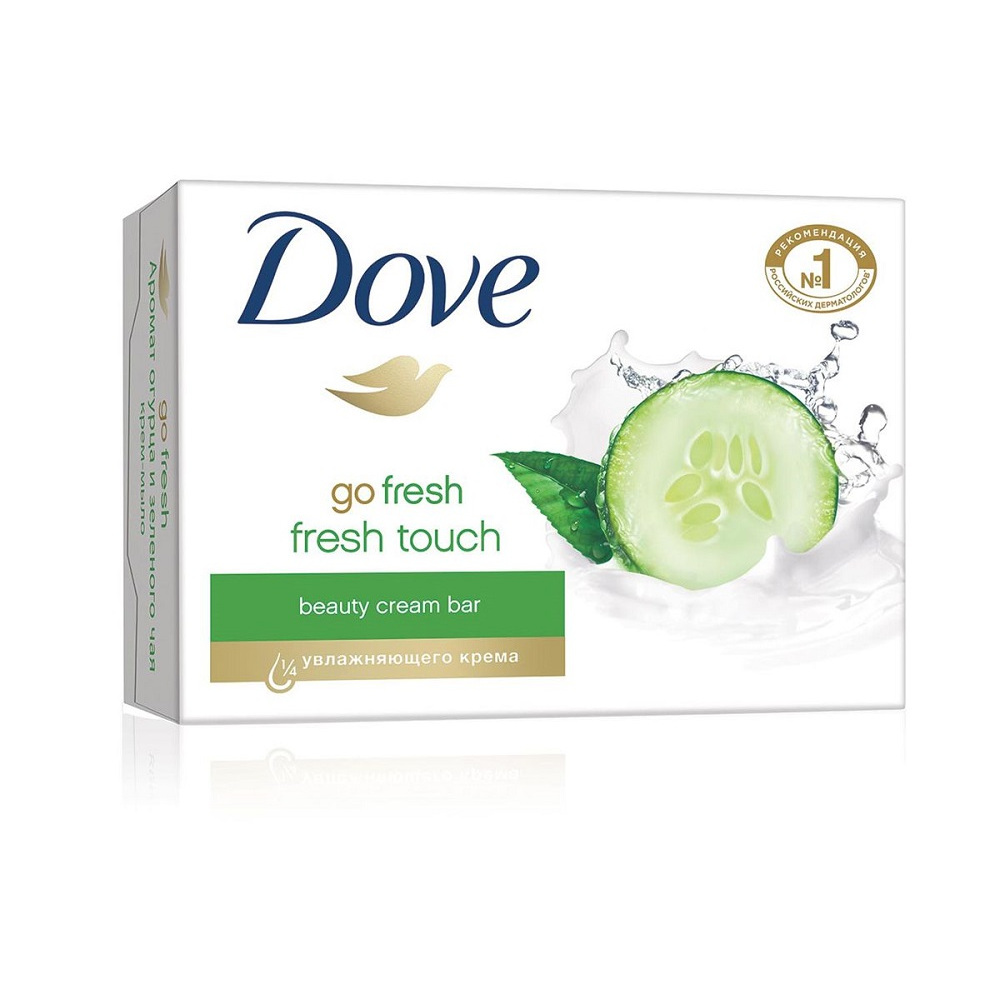 Dove
РЕКОМЕНДАЦИЯ
№1
РОССИЙСКИХ ДЕРМАТОЛОГОВ*
go fresh
fresh touch
beauty cream bar
1/4 увлажняющего крема
go fresh
Аромат огурца и зеленого чая
крем-мыло